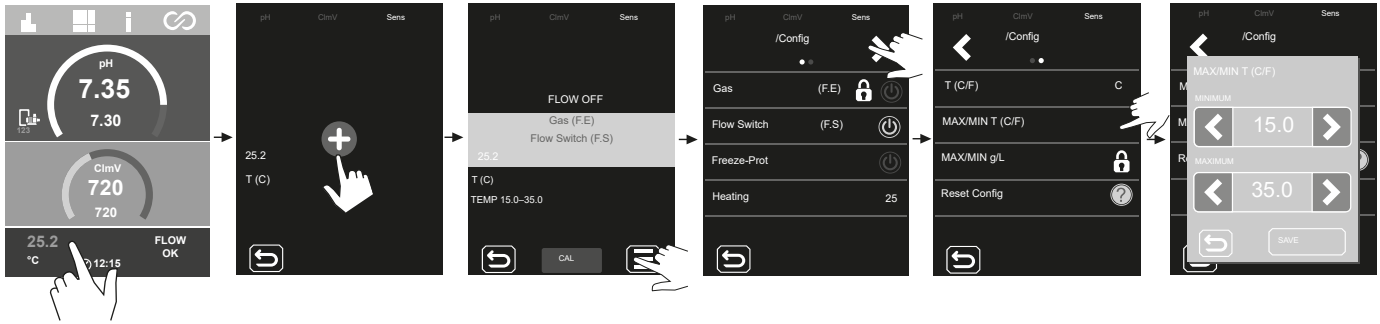 pH
7.35
7.30
123
ClmV
720
720
25.2
°C
12:15
FLOW
OK
pH ClmV Sens
25.2
T (C)
pH ClmV Sens
FLOW OFF
Gas (F.E)
Flow Switch (F.S)
25.2
T (C)
TEMP 15.0–35.0
CAL
pH ClmV Sens
/Config
Gas (F.E)
Flow Switch (F.S)
Freeze-Prot
Heating 25
pH ClmV Sens
/Config
T (C/F) C
MAX/MIN T (C/F)
MAX/MIN g/L
Reset Config ?
pH ClmV Sens
/Config
MAX/MIN T (C/F)
MINIMUM
15.0
MAXIMUM
35.0
SAVE